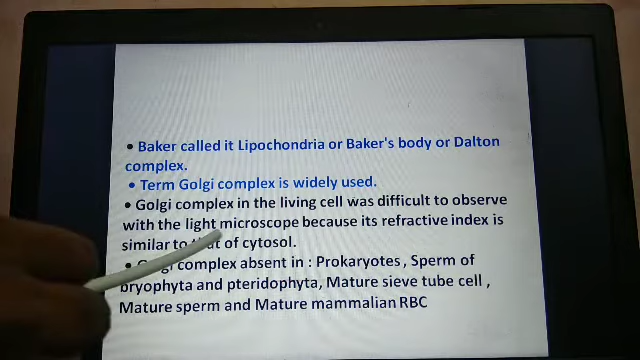 • Baker called it Lipochondria or Baker's body or Dalton
complex.
• Term Golgi complex is widely used.
• Golgi complex in the living cell was difficult to observe
with the light microscope because its refractive index is
similar to that of cytosol.
• Golgi complex absent in : Prokaryotes , Sperm of
bryophyta and pteridophyta, Mature sieve tube cell ,
Mature sperm and Mature mammalian RBC